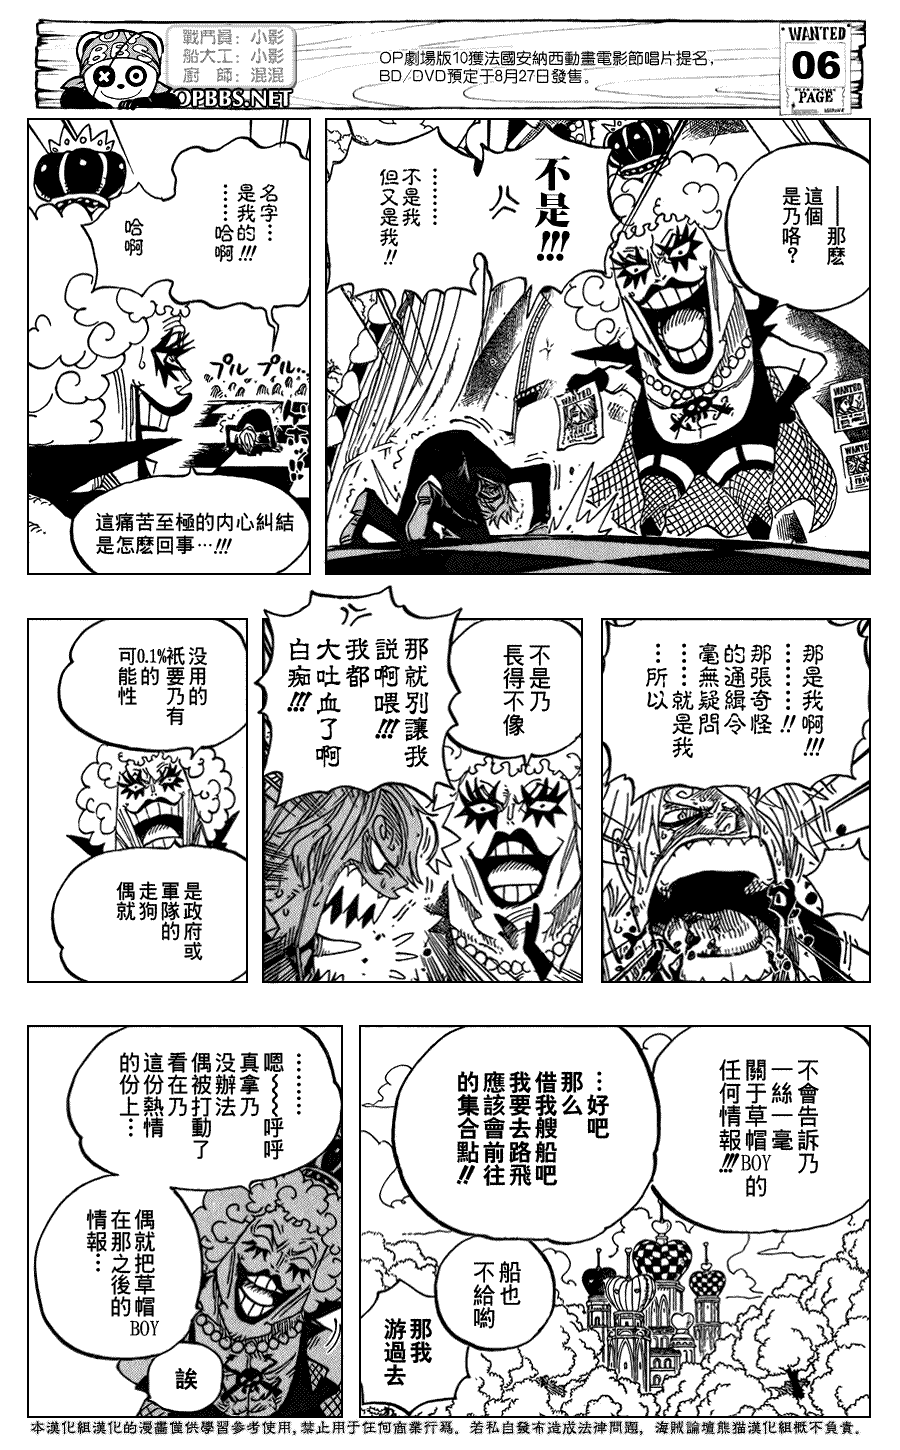 戰鬥員：小影
船大工：小影
廚　師：混混
OPBBS.NET
OP劇場版10獲法國安納西動畫電影節唱片提名,
BD/DVD預定于8月27日發售。
WANTED
06
PAGE
——那麼
這個
是乃咯?
不是!!!
………
不是我
但又是我!!
WANTED
WANTED
名字…
是我的!!!
……哈啊
哈啊
プル プル..
這痛苦至極的内心糾結
是怎麼回事…!!!
那是我啊!!!
………!!
那張奇怪
的通緝令
毫無疑問
……就是我
…所以
不是乃
長得不像
那就別讓我
説啊喂!!!
我都
大吐血了啊
白痴!!!
没用的
衹要乃有
0.1%的
可能性
是政府或
軍隊的
走狗
偶就
不會告訴乃
一絲一毫
關于草帽BOY的
任何情報!!!
…好吧
那么
借我艘船吧
我要去路飛
應該會前往
的集合點!!
船也
不給喲
那我
游過去
………
嗯~~呼呼
真拿乃
没辦法
偶被打動了
看在乃
這份熱情
的份上…
偶就把草帽BOY
在那之後的
情報…
誒
本漢化組漢化的漫畫僅供學習參考使用,禁止用于任何商業行爲。若私自發布造成法律問題，海賊論壇熊猫漢化組概不負責。